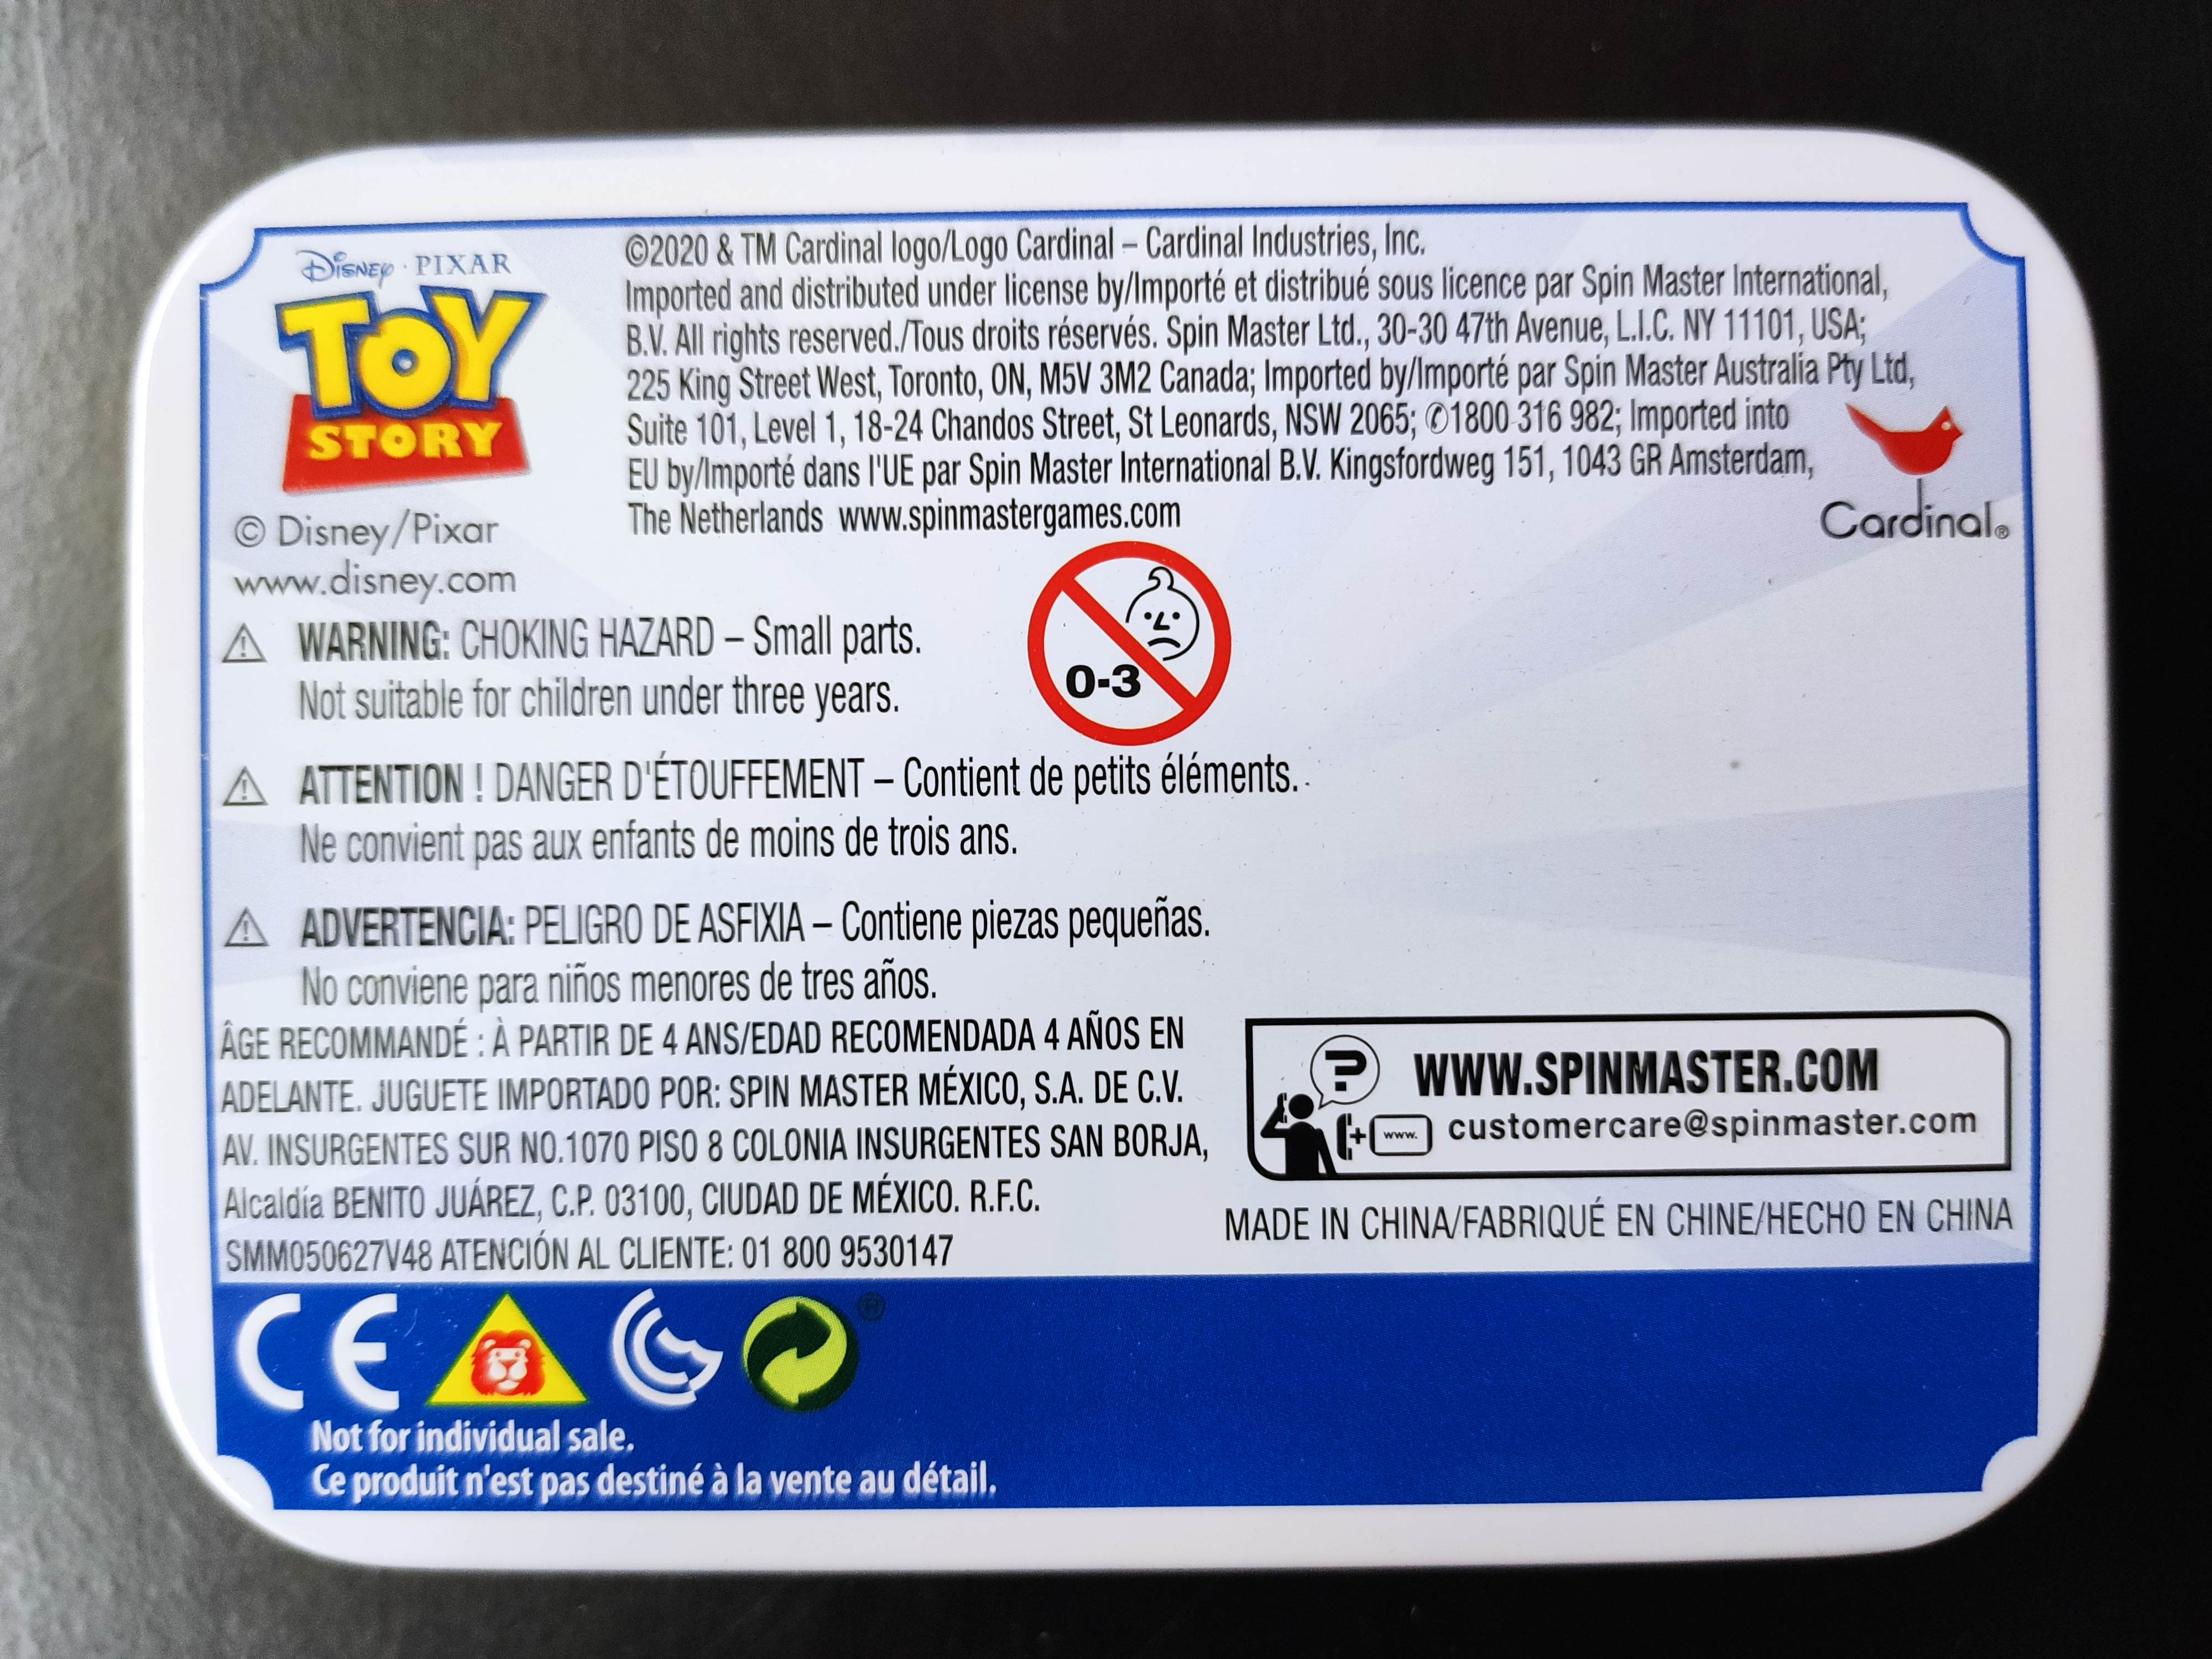 Disney · PIXAR
TOY
STORY
© Disney/Pixar
www.disney.com
©2020 & TM Cardinal logo/Logo Cardinal – Cardinal Industries, Inc.
Imported and distributed under license by/Importé et distribué sous licence par Spin Master International,
B.V. All rights reserved./Tous droits réservés. Spin Master Ltd., 30-30 47th Avenue, L.I.C. NY 11101, USA;
225 King Street West, Toronto, ON, M5V 3M2 Canada; Imported by/Importé par Spin Master Australia Pty Ltd,
Suite 101, Level 1, 18-24 Chandos Street, St Leonards, NSW 2065; ✆1800 316 982; Imported into
EU by/Importé dans l'UE par Spin Master International B.V. Kingsfordweg 151, 1043 GR Amsterdam,
The Netherlands www.spinmastergames.com
Cardinal®
⚠ WARNING: CHOKING HAZARD – Small parts.
Not suitable for children under three years.
0-3
⚠ ATTENTION ! DANGER D'ÉTOUFFEMENT – Contient de petits éléments.
Ne convient pas aux enfants de moins de trois ans.
⚠ ADVERTENCIA: PELIGRO DE ASFIXIA – Contiene piezas pequeñas.
No conviene para niños menores de tres años.
ÂGE RECOMMANDÉ : À PARTIR DE 4 ANS/EDAD RECOMENDADA 4 AÑOS EN
ADELANTE. JUGUETE IMPORTADO POR: SPIN MASTER MÉXICO, S.A. DE C.V.
AV. INSURGENTES SUR NO.1070 PISO 8 COLONIA INSURGENTES SAN BORJA,
Alcaldía BENITO JUÁREZ, C.P. 03100, CIUDAD DE MÉXICO. R.F.C.
SMM050627V48 ATENCIÓN AL CLIENTE: 01 800 9530147
?
WWW.SPINMASTER.COM
+ www. customercare@spinmaster.com
MADE IN CHINA/FABRIQUÉ EN CHINE/HECHO EN CHINA
CE
®
Not for individual sale.
Ce produit n'est pas destiné à la vente au détail.